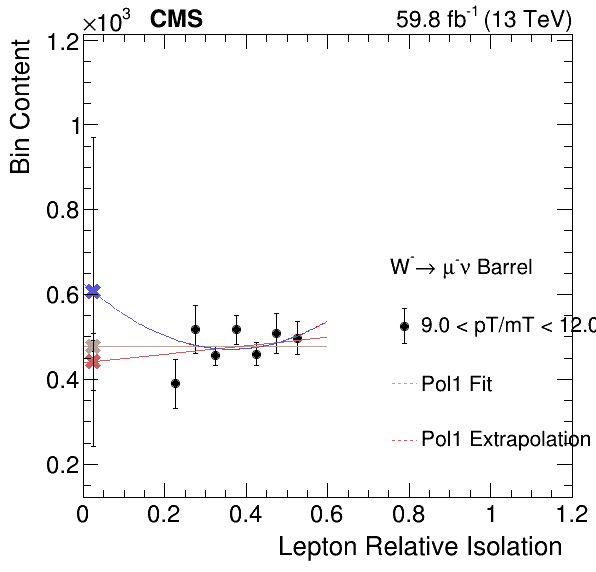 ×10³ CMS 59.8 fb⁻¹ (13 TeV)
Bin Content
1.2
1
0.8
0.6
0.4
0.2
W⁻→ μ⁻ν Barrel
9.0 < pT/mT < 12.0
Pol1 Fit
Pol1 Extrapolation
0 0.2 0.4 0.6 0.8 1 1.2
Lepton Relative Isolation